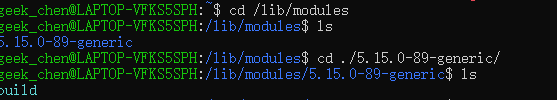 geek_chen@LAPTOP-VFKS5SPH:~$ cd /lib/modules
geek_chen@LAPTOP-VFKS5SPH:/lib/modules$ ls
5.15.0-89-generic
geek_chen@LAPTOP-VFKS5SPH:/lib/modules$ cd ./5.15.0-89-generic/
geek_chen@LAPTOP-VFKS5SPH:/lib/modules/5.15.0-89-generic$ ls
build